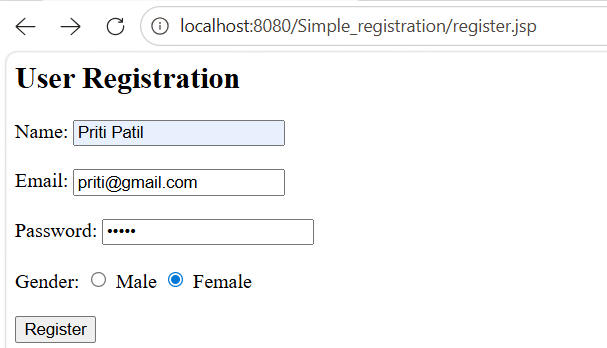 localhost:8080/Simple_registration/register.jsp
User Registration
Name: Priti Patil
Email: priti@gmail.com
Password: •••••
Gender: Male Female
Register